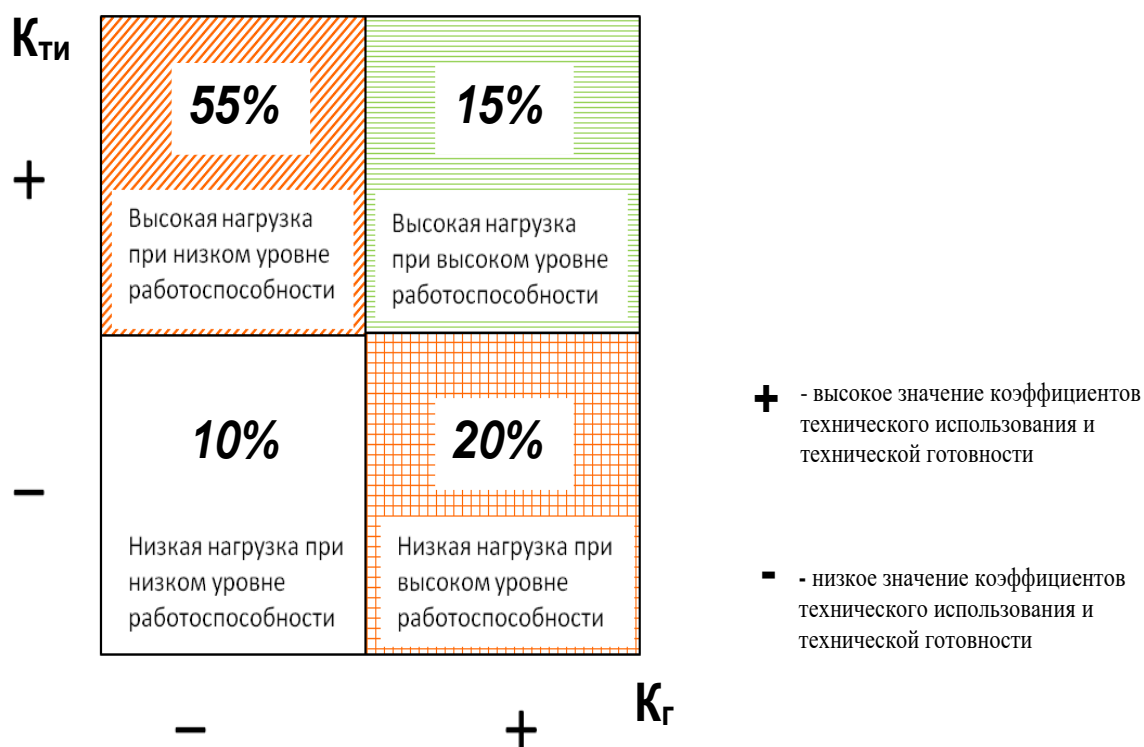 Кти
55%
15%
+
Высокая нагрузка
при низком уровне
работоспособности
Высокая нагрузка
при высоком уровне
работоспособности
10%
20%
–
Низкая нагрузка при
низком уровне
работоспособности
Низкая нагрузка при
высоком уровне
работоспособности
Кг
– +
+ - высокое значение коэффициентов
технического использования и
технической готовности
- - низкое значение коэффициентов
технического использования и
технической готовности